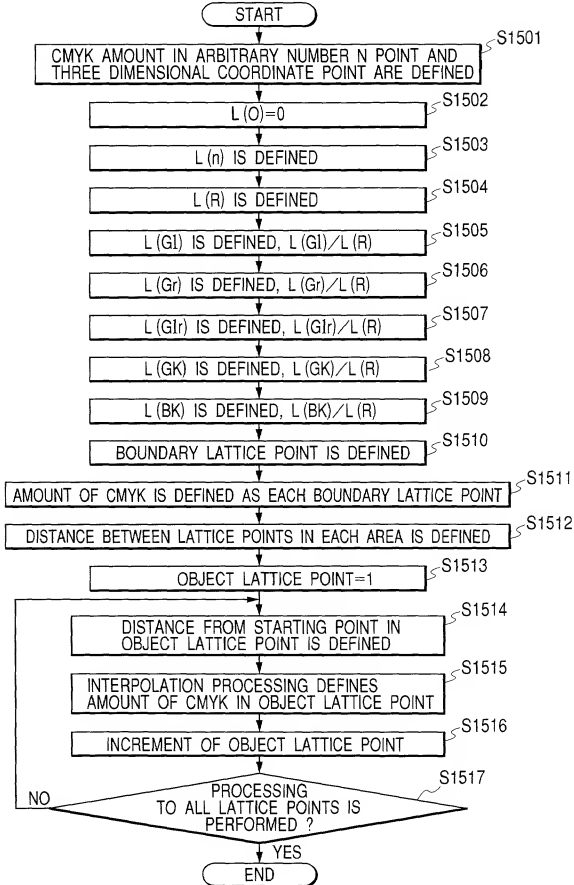 START
S1501
CMYK AMOUNT IN ARBITRARY NUMBER N POINT AND
THREE DIMENSIONAL COORDINATE POINT ARE DEFINED
S1502
L(O)=0
S1503
L(n) IS DEFINED
S1504
L(R) IS DEFINED
S1505
L(Gl) IS DEFINED, L(Gl)/L(R)
S1506
L(Gr) IS DEFINED, L(Gr)/L(R)
S1507
L(Glr) IS DEFINED, L(Glr)/L(R)
S1508
L(GK) IS DEFINED, L(GK)/L(R)
S1509
L(BK) IS DEFINED, L(BK)/L(R)
S1510
BOUNDARY LATTICE POINT IS DEFINED
S1511
AMOUNT OF CMYK IS DEFINED AS EACH BOUNDARY LATTICE POINT
S1512
DISTANCE BETWEEN LATTICE POINTS IN EACH AREA IS DEFINED
S1513
OBJECT LATTICE POINT=1
S1514
DISTANCE FROM STARTING POINT IN
OBJECT LATTICE POINT IS DEFINED
S1515
INTERPOLATION PROCESSING DEFINES
AMOUNT OF CMYK IN OBJECT LATTICE POINT
S1516
INCREMENT OF OBJECT LATTICE POINT
S1517
PROCESSING
TO ALL LATTICE POINTS IS
PERFORMED ?
NO
YES
END